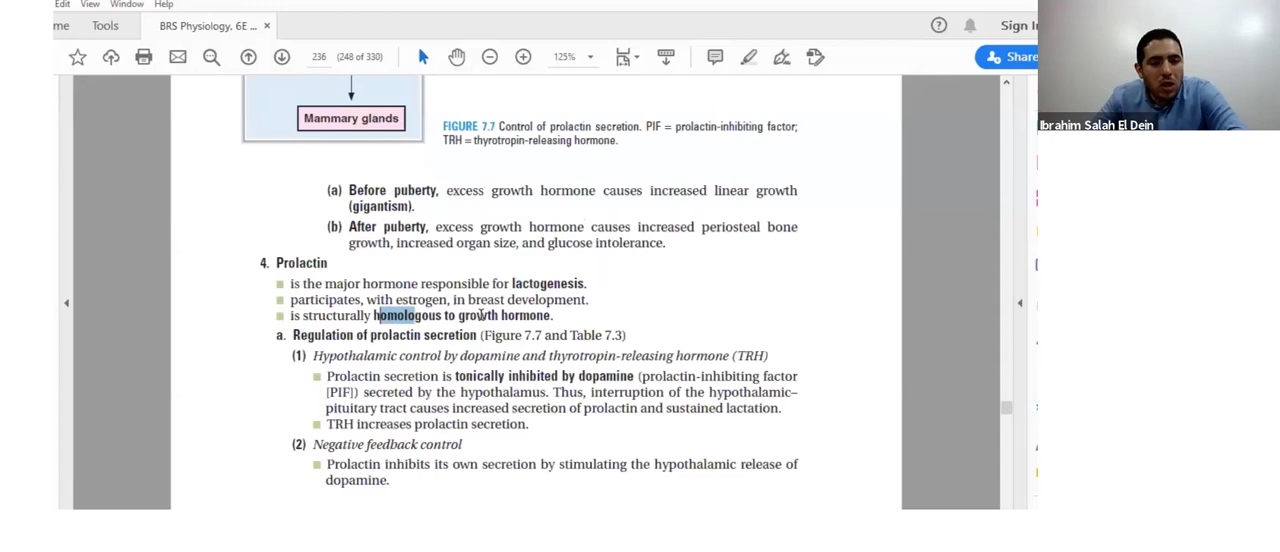 Edit View Window Help
me Tools BRS Physiology, 6E ... × Sign In
236 (248 of 330) 125% Share
Mammary glands
FIGURE 7.7 Control of prolactin secretion. PIF = prolactin-inhibiting factor;
TRH = thyrotropin-releasing hormone.
Ibrahim Salah El Dein
(a) Before puberty, excess growth hormone causes increased linear growth
(gigantism).
(b) After puberty, excess growth hormone causes increased periosteal bone
growth, increased organ size, and glucose intolerance.
4. Prolactin
is the major hormone responsible for lactogenesis.
participates, with estrogen, in breast development.
is structurally homologous to growth hormone.
a. Regulation of prolactin secretion (Figure 7.7 and Table 7.3)
(1) Hypothalamic control by dopamine and thyrotropin-releasing hormone (TRH)
Prolactin secretion is tonically inhibited by dopamine (prolactin-inhibiting factor
[PIF]) secreted by the hypothalamus. Thus, interruption of the hypothalamic–
pituitary tract causes increased secretion of prolactin and sustained lactation.
TRH increases prolactin secretion.
(2) Negative feedback control
Prolactin inhibits its own secretion by stimulating the hypothalamic release of
dopamine.